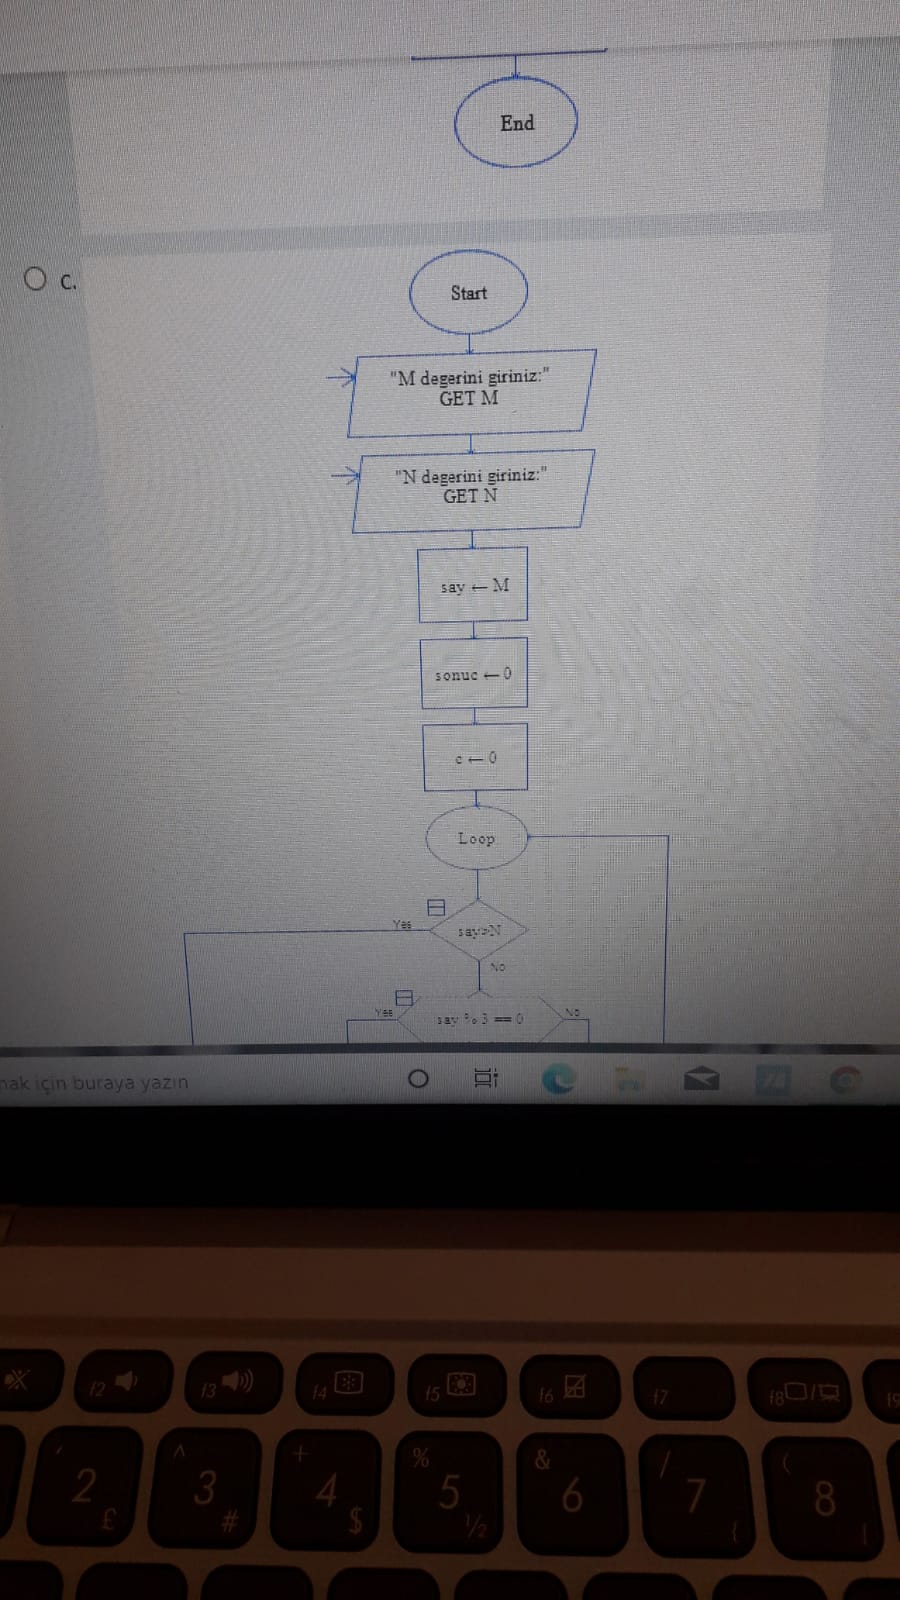 End
C.
Start
"M degerini giriniz:"
GET M
"N degerini giriniz:"
GET N
say ← M
sonuc ← 0
c ← 0
Loop
Yes
say>N
No
Yes
say % 3 == 0
No
mak için buraya yazın
f2
f3
f4
f5
f6
f7
f8
f9
2 £
^ 3 #
+ 4 $
% 5 ½
& 6
/ 7 {
( 8 [